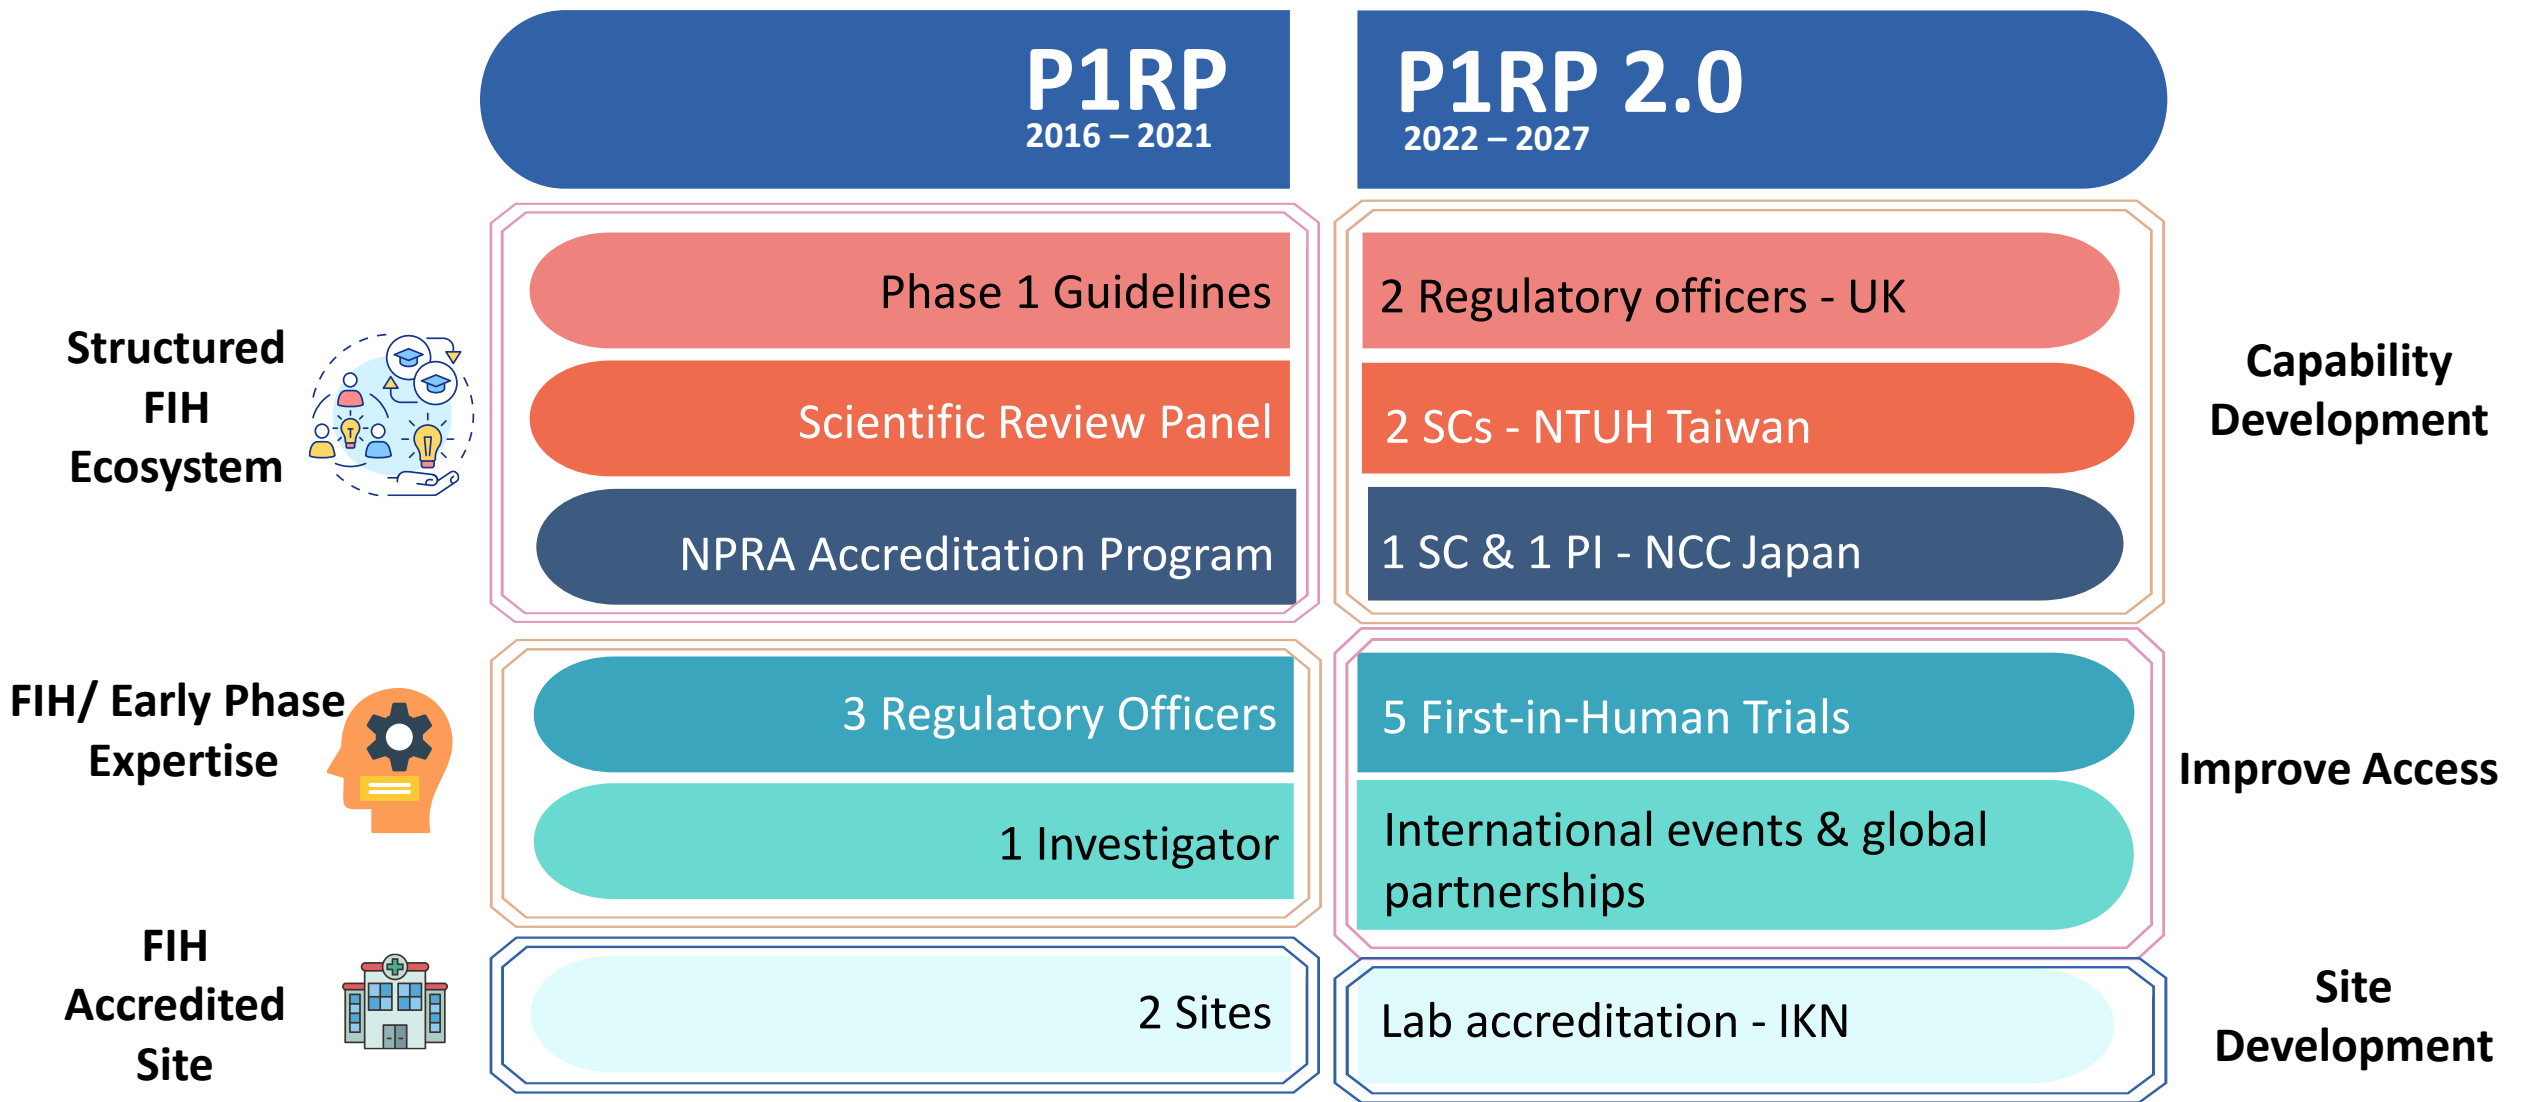 P1RP
2016 – 2021
P1RP 2.0
2022 – 2027
Structured
FIH
Ecosystem
Phase 1 Guidelines
Scientific Review Panel
NPRA Accreditation Program
2 Regulatory officers - UK
2 SCs - NTUH Taiwan
1 SC & 1 PI - NCC Japan
Capability
Development
FIH/ Early Phase
Expertise
3 Regulatory Officers
1 Investigator
5 First-in-Human Trials
International events & global
partnerships
Improve Access
FIH
Accredited
Site
2 Sites
Lab accreditation - IKN
Site
Development